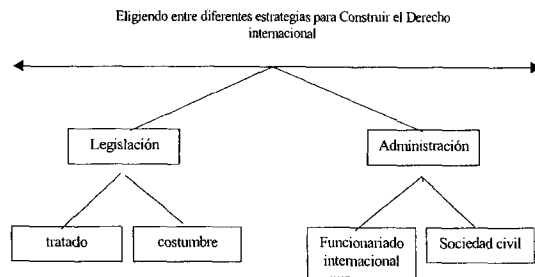 Eligiendo entre diferentes estrategias para Construir el Derecho
internacional
Legislación
Administración
tratado
costumbre
Funcionariado
internacional
Sociedad civil